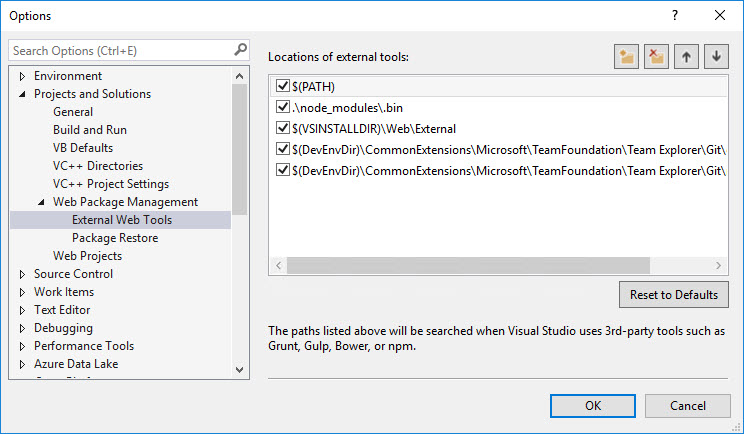 Options
Search Options (Ctrl+E)
Environment
Projects and Solutions
General
Build and Run
VB Defaults
VC++ Directories
VC++ Project Settings
Web Package Management
External Web Tools
Package Restore
Web Projects
Source Control
Work Items
Text Editor
Debugging
Performance Tools
Azure Data Lake
Locations of external tools:
$(PATH)
.\node_modules\.bin
$(VSINSTALLDIR)\Web\External
$(DevEnvDir)\CommonExtensions\Microsoft\TeamFoundation\Team Explorer\Git\
$(DevEnvDir)\CommonExtensions\Microsoft\TeamFoundation\Team Explorer\Git\
Reset to Defaults
The paths listed above will be searched when Visual Studio uses 3rd-party tools such as
Grunt, Gulp, Bower, or npm.
OK
Cancel